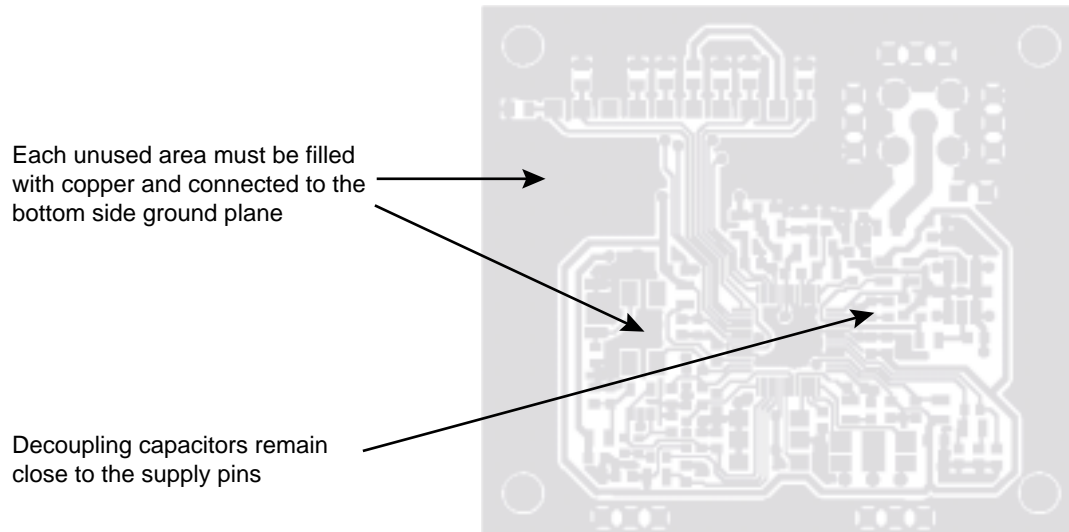 Each unused area must be filled
with copper and connected to the
bottom side ground plane
Decoupling capacitors remain
close to the supply pins